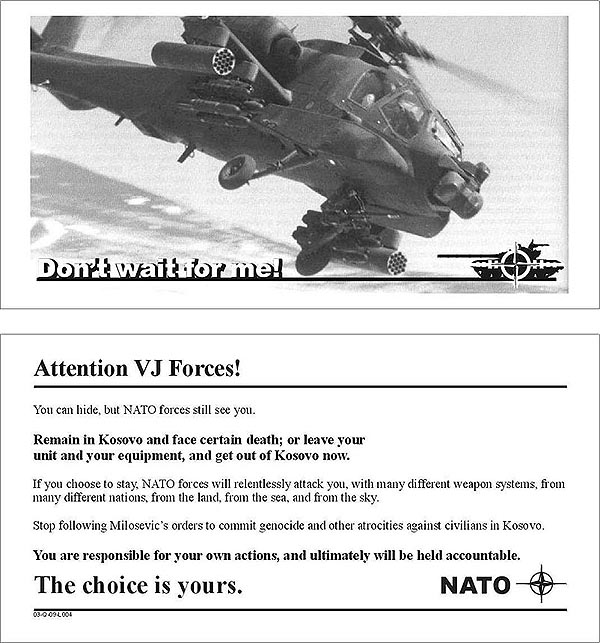 Don't wait for me!
Attention VJ Forces!
You can hide, but NATO forces still see you.
Remain in Kosovo and face certain death; or leave your
unit and your equipment, and get out of Kosovo now.
If you choose to stay, NATO forces will relentlessly attack you, with many different weapon systems, from
many different nations, from the land, from the sea, and from the sky.
Stop following Milosevic's orders to commit genocide and other atrocities against civilians in Kosovo.
You are responsible for your own actions, and ultimately will be held accountable.
The choice is yours.
NATO
03-Q-09-L004